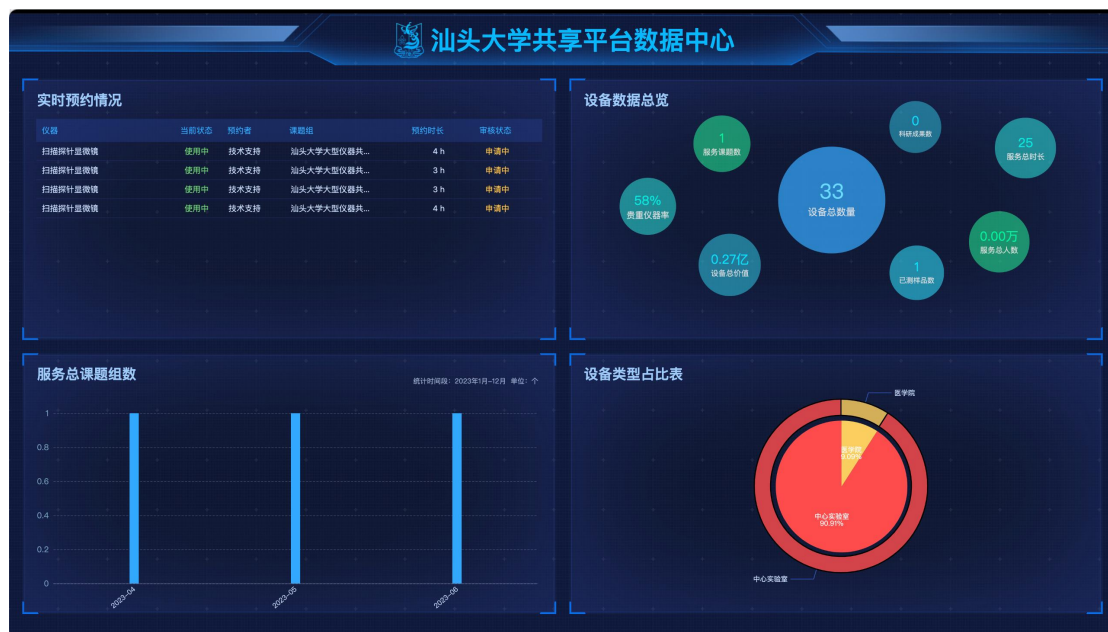 汕头大学共享平台数据中心
实时预约情况
仪器 当前状态 预约者 课题组 预约时长 审核状态
扫描探针显微镜 使用中 技术支持 汕头大学大型仪器共... 4 h 申请中
扫描探针显微镜 使用中 技术支持 汕头大学大型仪器共... 3 h 申请中
扫描探针显微镜 使用中 技术支持 汕头大学大型仪器共... 3 h 申请中
扫描探针显微镜 使用中 技术支持 汕头大学大型仪器共... 4 h 申请中
设备数据总览
1
服务课题数
0
科研成果数
25
服务总时长
58%
贵重仪器率
33
设备总数量
0.00万
服务总人数
0.27亿
设备总价值
1
已测样品数
服务总课题组数
统计时间段：2023年1月-12月 单位：个
1
0.8
0.6
0.4
0.2
0
2023-04
2023-05
2023-06
设备类型占比表
医学院
医学院
9.09%
中心实验室
90.91%
中心实验室